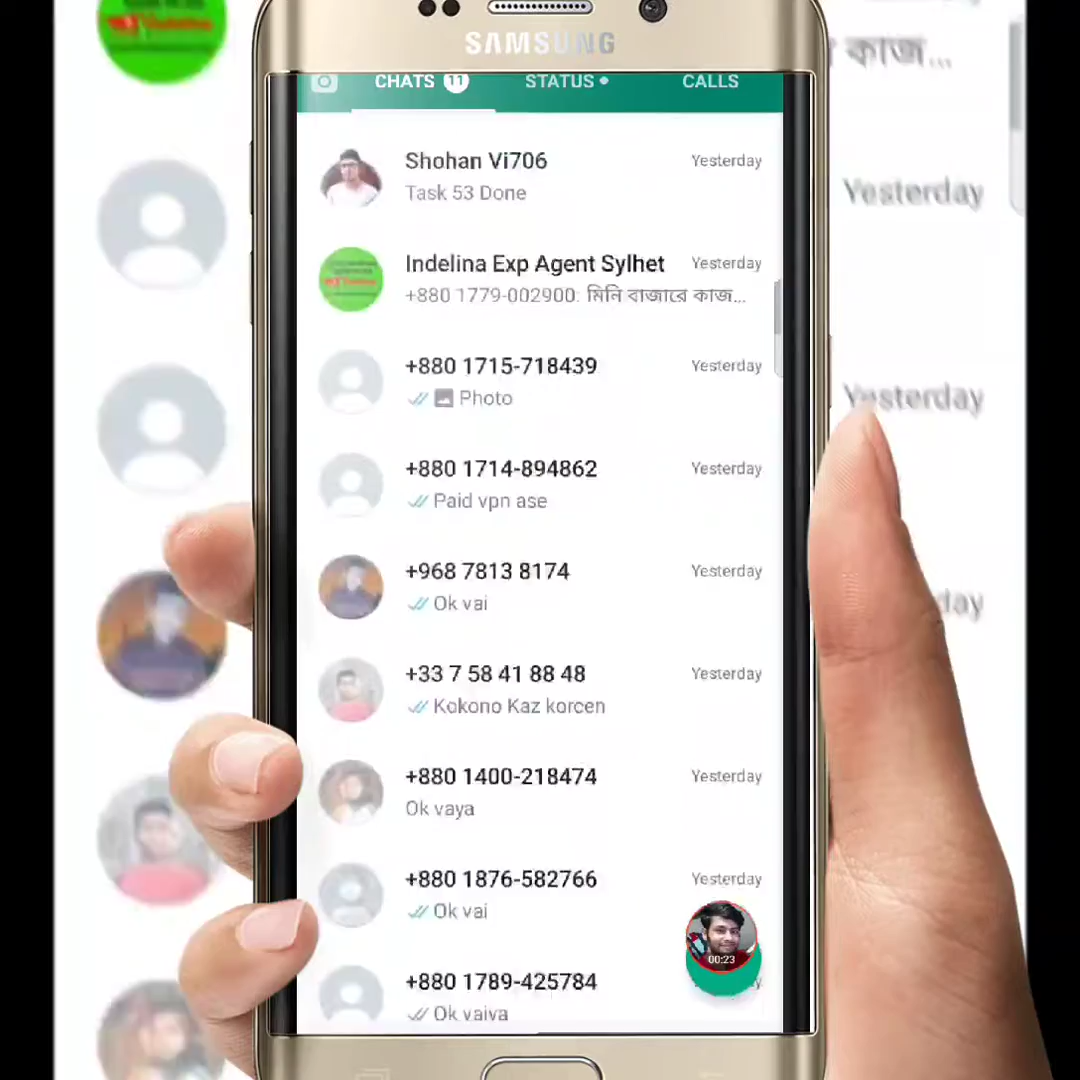 SAMSUNG
CHATS 11 STATUS CALLS
Shohan Vi706 Yesterday
Task 53 Done
Indelina Exp Agent Sylhet Yesterday
+880 1779-002900: মিনি বাজারে কাজ...
+880 1715-718439 Yesterday
Photo
+880 1714-894862 Yesterday
Paid vpn ase
+968 7813 8174 Yesterday
Ok vai
+33 7 58 41 88 48 Yesterday
Kokono Kaz korcen
+880 1400-218474 Yesterday
Ok vaya
+880 1876-582766 Yesterday
Ok vai
00:23
+880 1789-425784
Ok vaiya
কাজ...
Yesterday
Yesterday
day